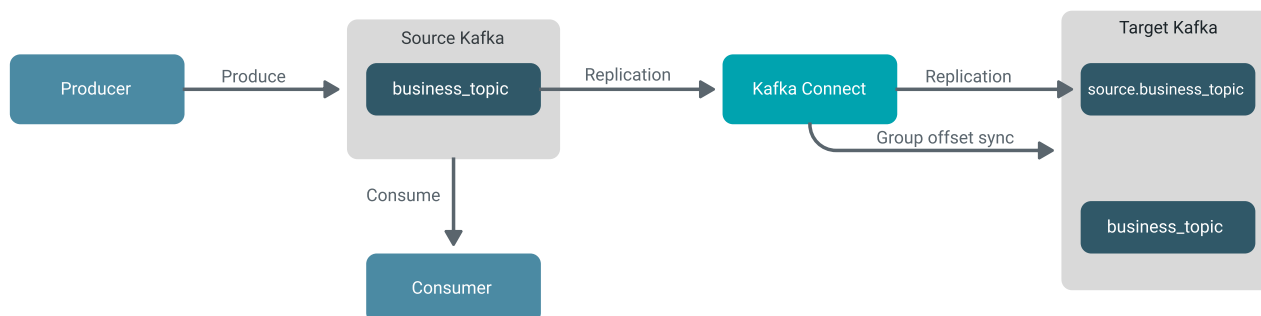 Source Kafka
Target Kafka
Producer
Produce
business_topic
Replication
Kafka Connect
Replication
source.business_topic
Group offset sync
Consume
business_topic
Consumer